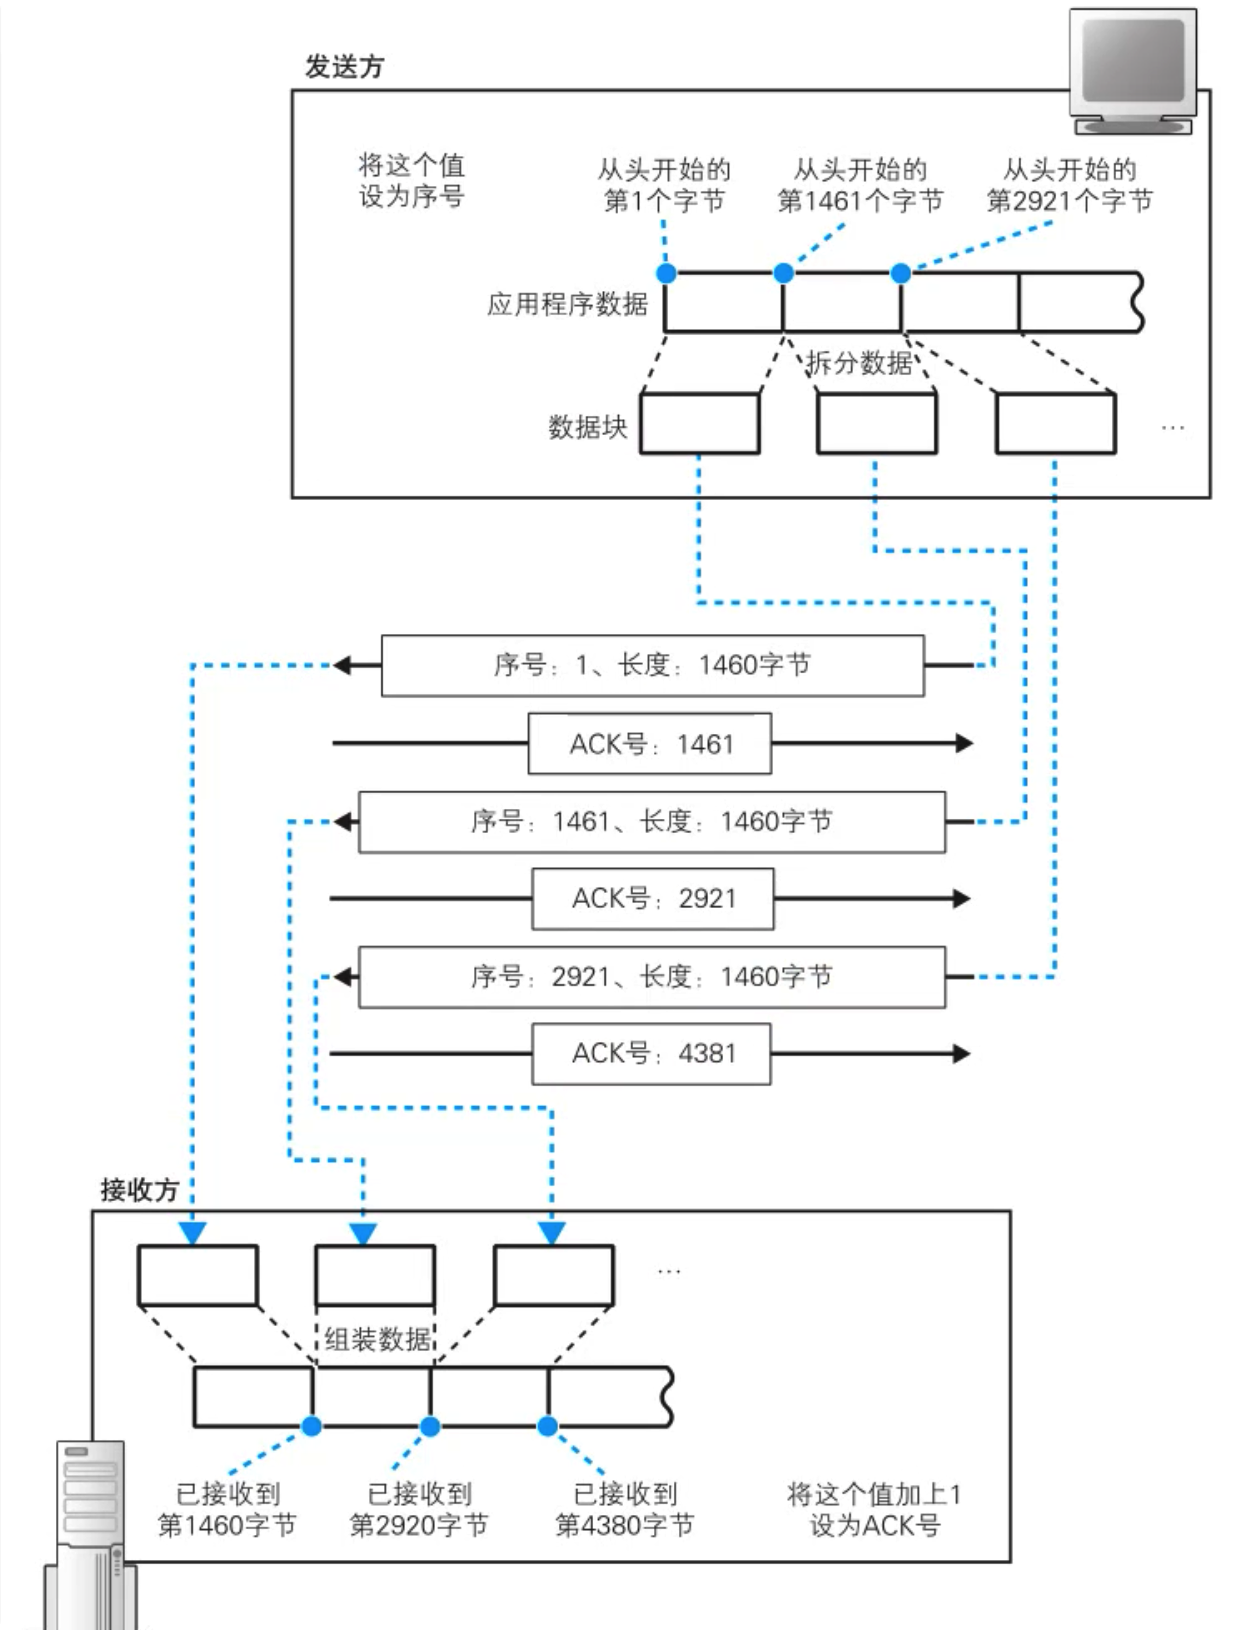 发送方
将这个值
设为序号
从头开始的
第1个字节
从头开始的
第1461个字节
从头开始的
第2921个字节
应用程序数据
拆分数据
数据块
…
序号：1、长度：1460字节
ACK号：1461
序号：1461、长度：1460字节
ACK号：2921
序号：2921、长度：1460字节
ACK号：4381
接收方
…
组装数据
已接收到
第1460字节
已接收到
第2920字节
已接收到
第4380字节
将这个值加上1
设为ACK号